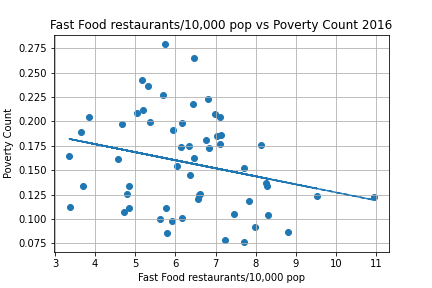 Fast Food restaurants/10,000 pop vs Poverty Count 2016
0.275
0.250
0.225
0.200
0.175
0.150
0.125
0.100
0.075
Poverty Count
3 4 5 6 7 8 9 10 11
Fast Food restaurants/10,000 pop